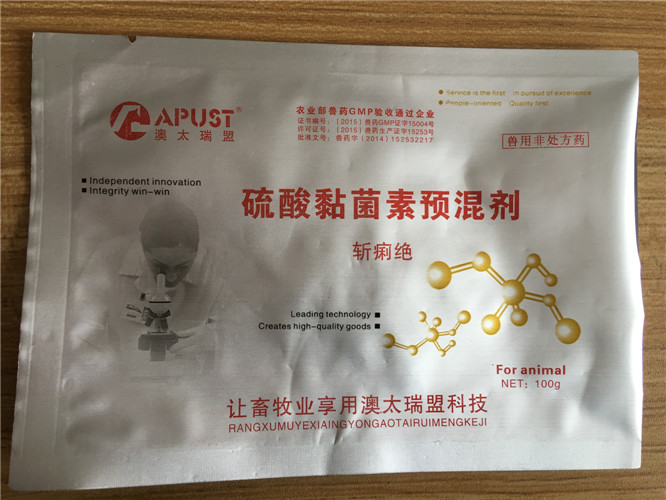 APUST®
澳太瑞盟
农业部兽药GMP验收通过企业
证书编号：（2015）兽药GMP证字15004号
许可证号：（2015）兽药生产证字15253号
批准文号：兽药字（2014）152532217
Service is the first In pursuit of excellence
People-oriented Quality first
兽用非处方药
Independent innovation
Integrity win-win
硫酸黏菌素预混剂
斩痢绝
Leading technology
Creates high-quality goods
For animal
NET：100g
让畜牧业享用澳太瑞盟科技
RANGXUMUYEXIAINGYONGAOTAIRUIMENGKEJI